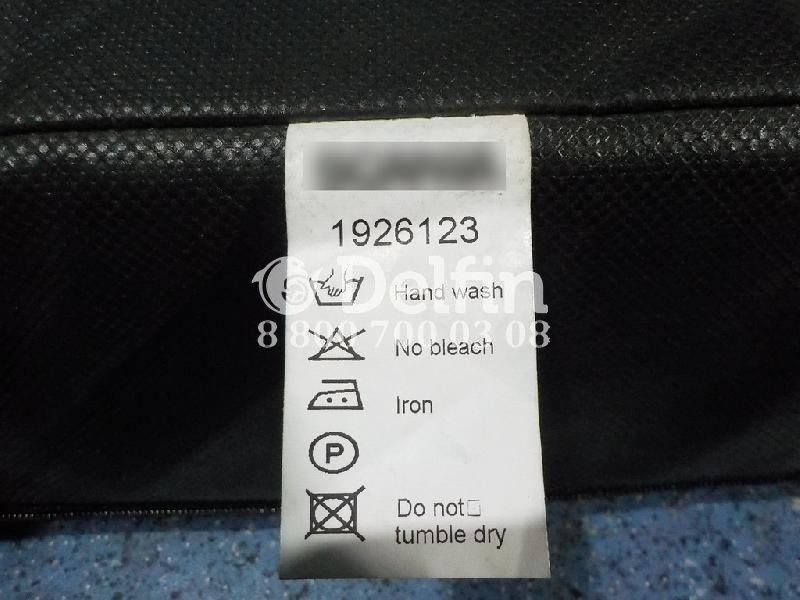 1926123
Delfin
Hand wash
8 800 700 03 08
No bleach
Iron
P
Do not□
tumble dry